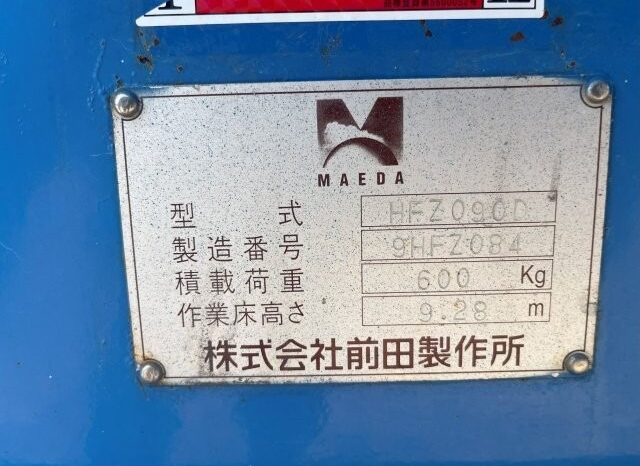 MAEDA
型式 HFZ090D
製造番号 9HFZ084
積載荷重 600 Kg
作業床高さ 9.28 m
株式会社前田製作所